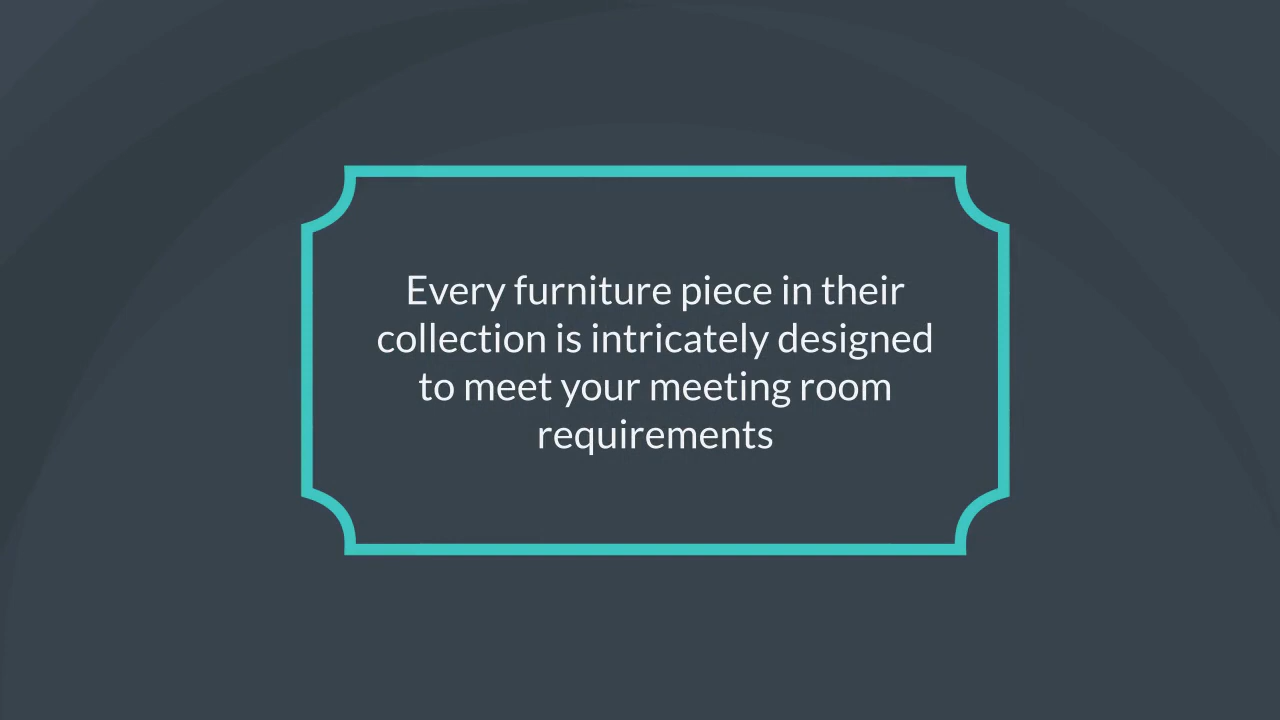 Every furniture piece in their
collection is intricately designed
to meet your meeting room
requirements